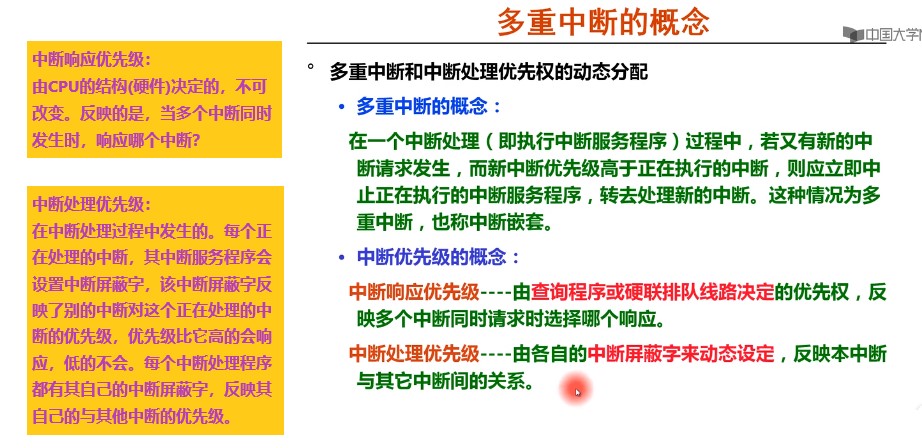 多重中断的概念
中国大学
中断响应优先级：
由CPU的结构(硬件)决定的，不可
改变。反映的是，当多个中断同时
发生时，响应哪个中断?
中断处理优先级：
在中断处理过程中发生的。每个正
在处理的中断，其中断服务程序会
设置中断屏蔽字，该中断屏蔽字反
映了别的中断对这个正在处理的中
断的优先级，优先级比它高的会响
应，低的不会。每个中断处理程序
都有其自己的中断屏蔽字，反映其
自己的与其他中断的优先级。
° 多重中断和中断处理优先权的动态分配
• 多重中断的概念：
在一个中断处理（即执行中断服务程序）过程中，若又有新的中
断请求发生，而新中断优先级高于正在执行的中断，则应立即中
止正在执行的中断服务程序，转去处理新的中断。这种情况为多
重中断，也称中断嵌套。
• 中断优先级的概念：
中断响应优先级----由查询程序或硬联排队线路决定的优先权，反
映多个中断同时请求时选择哪个响应。
中断处理优先级----由各自的中断屏蔽字来动态设定，反映本中断
与其它中断间的关系。